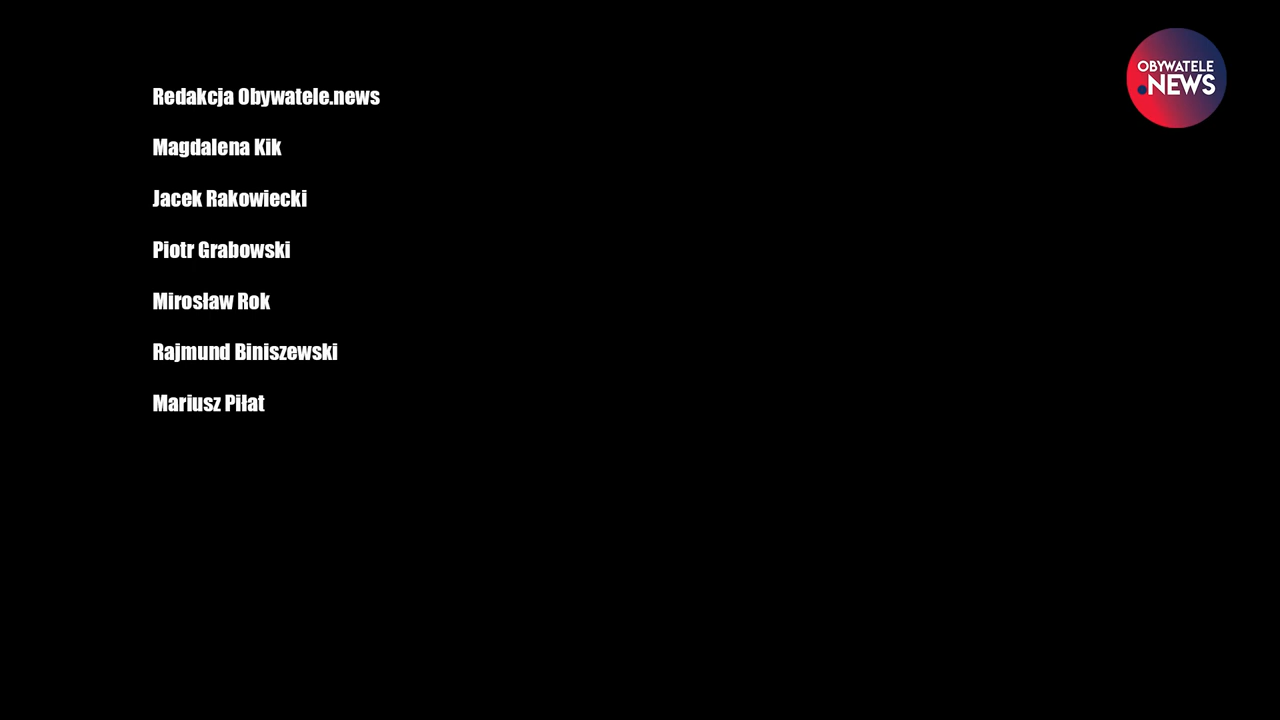 OBYWATELE
.NEWS
Redakcja Obywatele.news
Magdalena Kik
Jacek Rakowiecki
Piotr Grabowski
Mirosław Rok
Rajmund Biniszewski
Mariusz Piłat